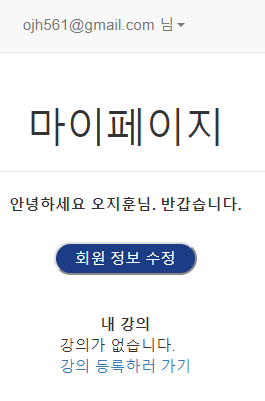 ojh561@gmail.com 님
마이페이지
안녕하세요 오지훈님. 반갑습니다.
회원 정보 수정
내 강의
강의가 없습니다.
강의 등록하러 가기